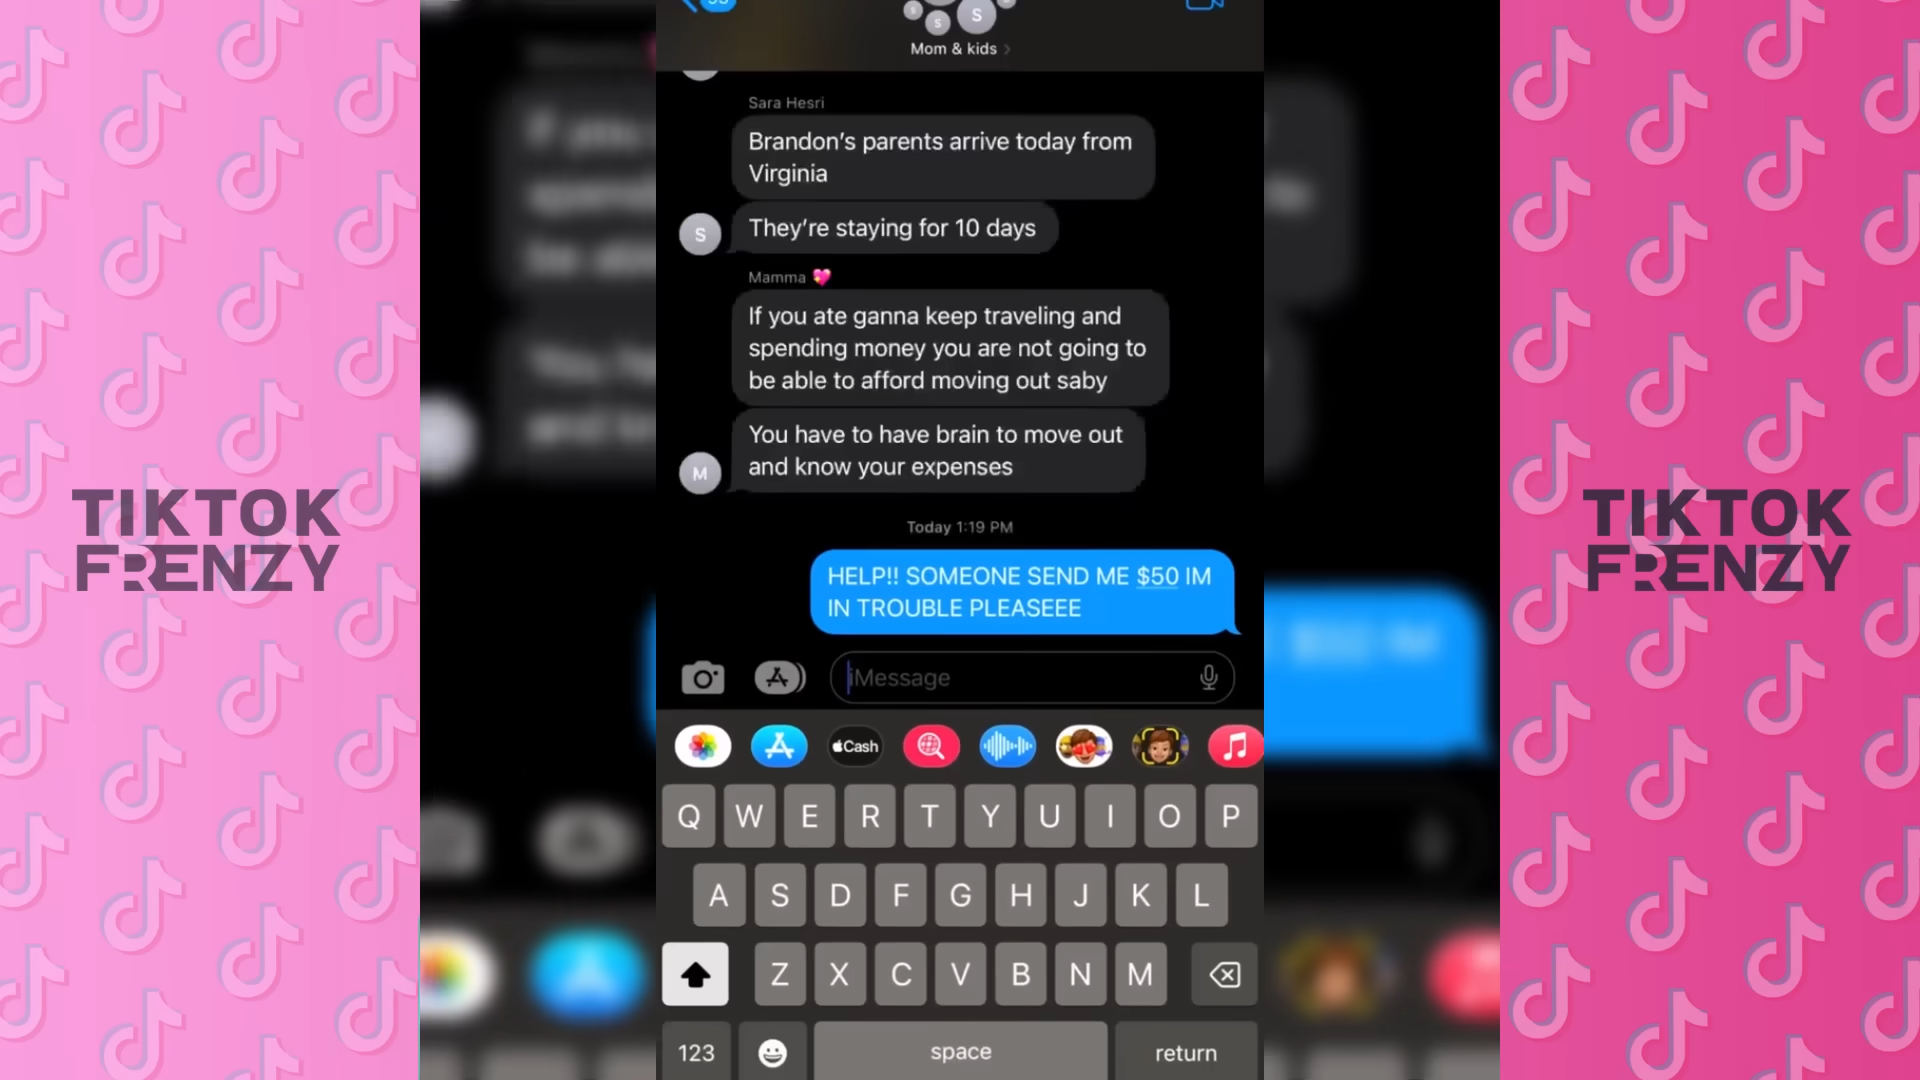 Mom & kids
Sara Hesri
Brandon’s parents arrive today from
Virginia
They’re staying for 10 days
S
Mamma
If you ate ganna keep traveling and
spending money you are not going to
be able to afford moving out saby
You have to have brain to move out
and know your expenses
M
Today 1:19 PM
HELP!! SOMEONE SEND ME $50 IM
IN TROUBLE PLEASEEE
iMessage
Cash
Q W E R T Y U I O P
A S D F G H J K L
Z X C V B N M
123 space return
TIKTOK
FRENZY
TIKTOK
FRENZY